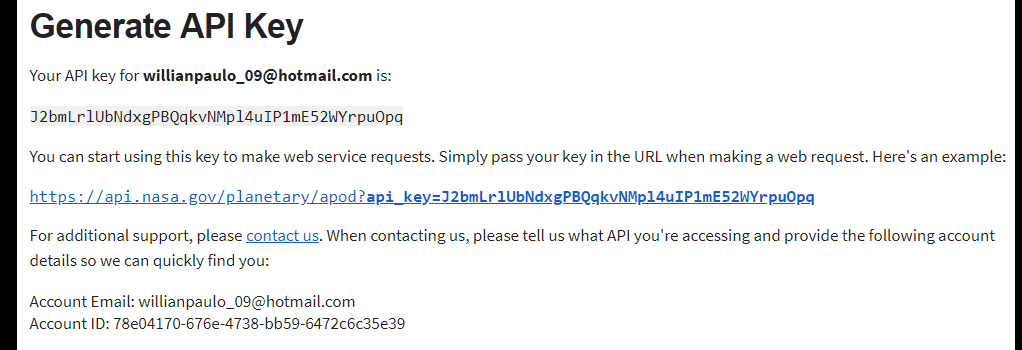 Generate API Key
Your API key for willianpaulo_09@hotmail.com is:
J2bmLrlUbNdxgPBQqkvNMpl4uIP1mE52WYrpuOpq
You can start using this key to make web service requests. Simply pass your key in the URL when making a web request. Here's an example:
https://api.nasa.gov/planetary/apod?api_key=J2bmLrlUbNdxgPBQqkvNMpl4uIP1mE52WYrpuOpq
For additional support, please contact us. When contacting us, please tell us what API you're accessing and provide the following account
details so we can quickly find you:
Account Email: willianpaulo_09@hotmail.com
Account ID: 78e04170-676e-4738-bb59-6472c6c35e39